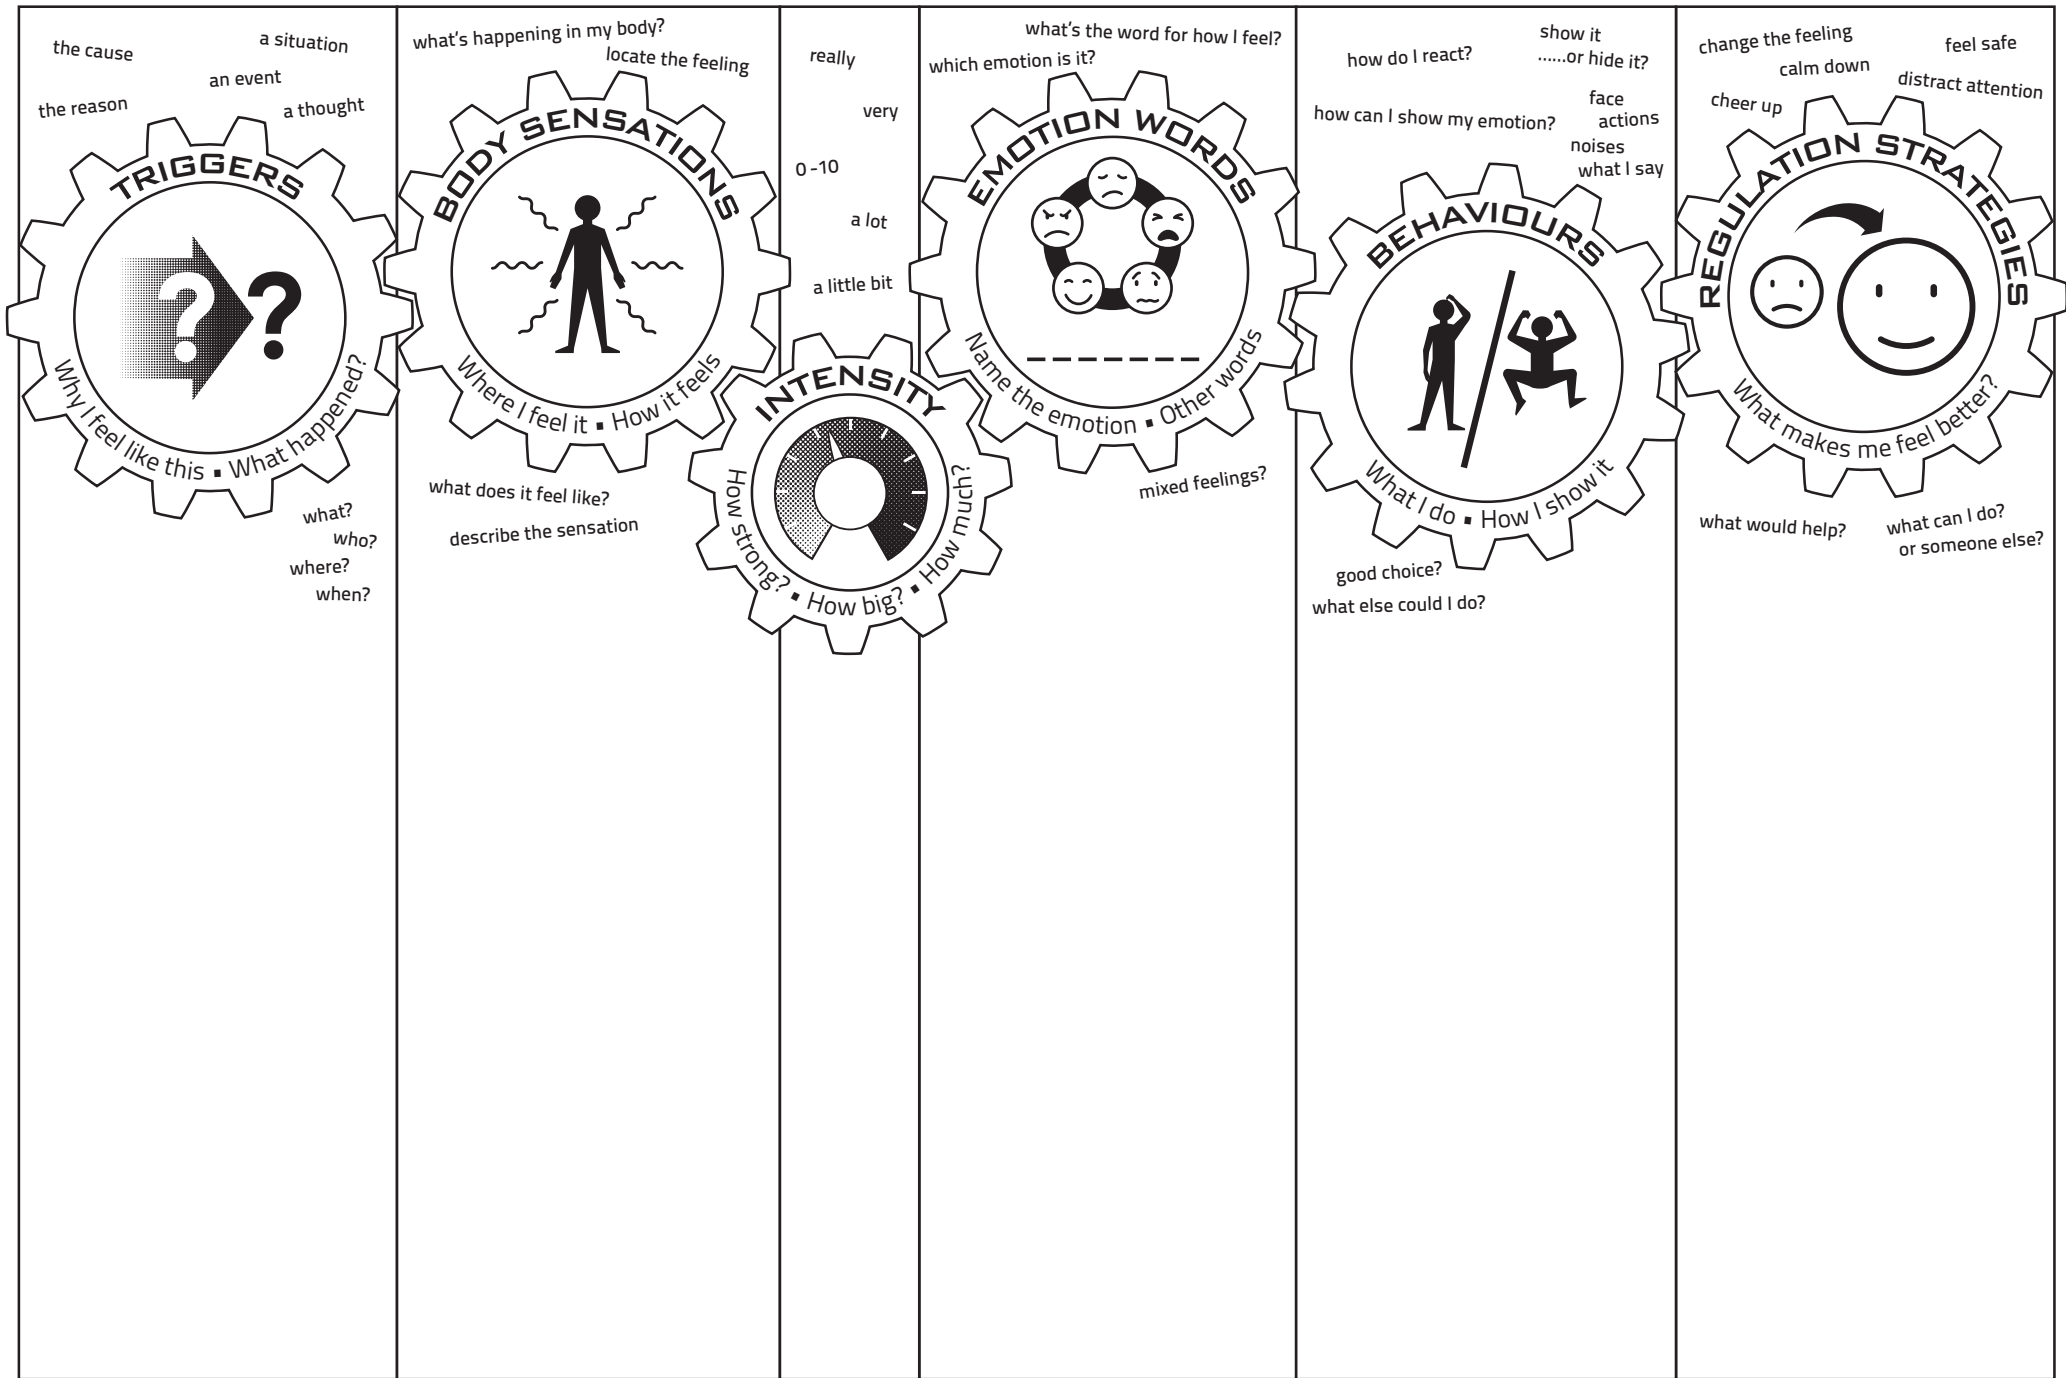 the cause
a situation
an event
the reason
a thought
TRIGGERS
? ?
Why I feel like this ▪ What happened?
what?
who?
where?
when?
what's happening in my body?
locate the feeling
BODY SENSATIONS
Where I feel it ▪ How it feels
what does it feel like?
describe the sensation
really
very
0-10
a lot
a little bit
INTENSITY
How strong? ▪ How big? ▪ How much?
what's the word for how I feel?
which emotion is it?
EMOTION WORDS
Name the emotion ▪ Other words
mixed feelings?
how do I react?
show it
......or hide it?
how can I show my emotion?
face
actions
noises
what I say
BEHAVIOURS
What I do ▪ How I show it
good choice?
what else could I do?
change the feeling
feel safe
calm down
distract attention
cheer up
REGULATION STRATEGIES
What makes me feel better?
what would help?
what can I do?
or someone else?